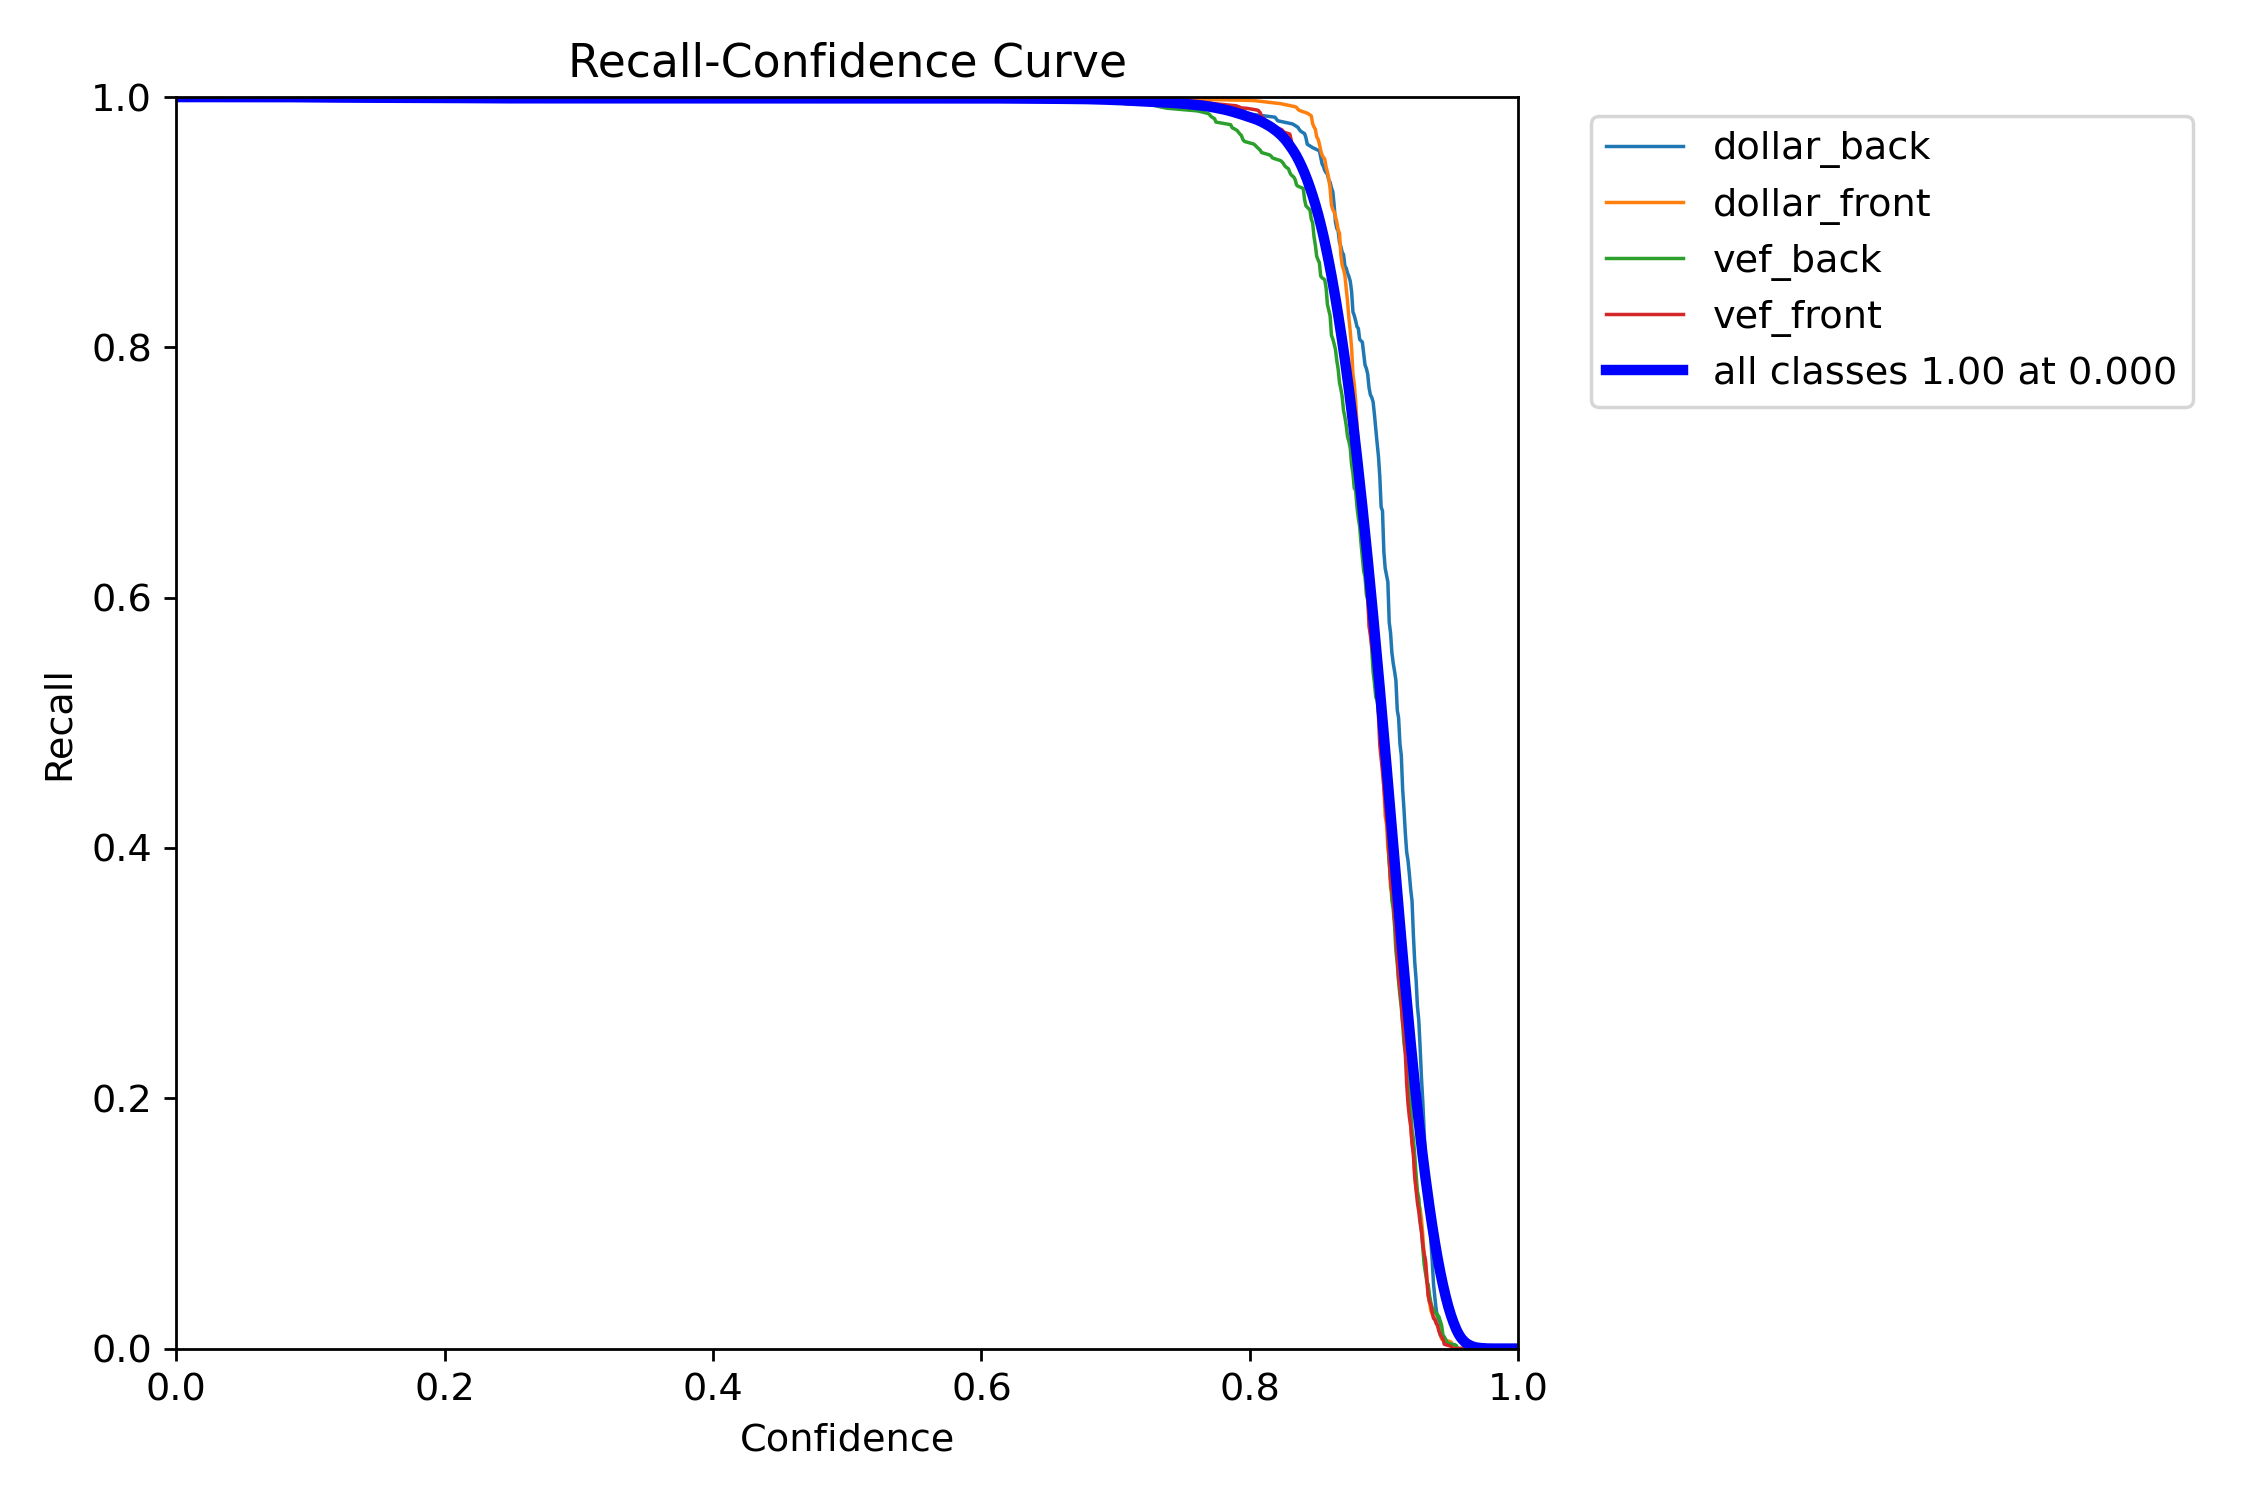 Recall-Confidence Curve
1.0
0.8
0.6
0.4
0.2
0.0
Recall
0.0 0.2 0.4 0.6 0.8 1.0
Confidence
dollar_back
dollar_front
vef_back
vef_front
all classes 1.00 at 0.000